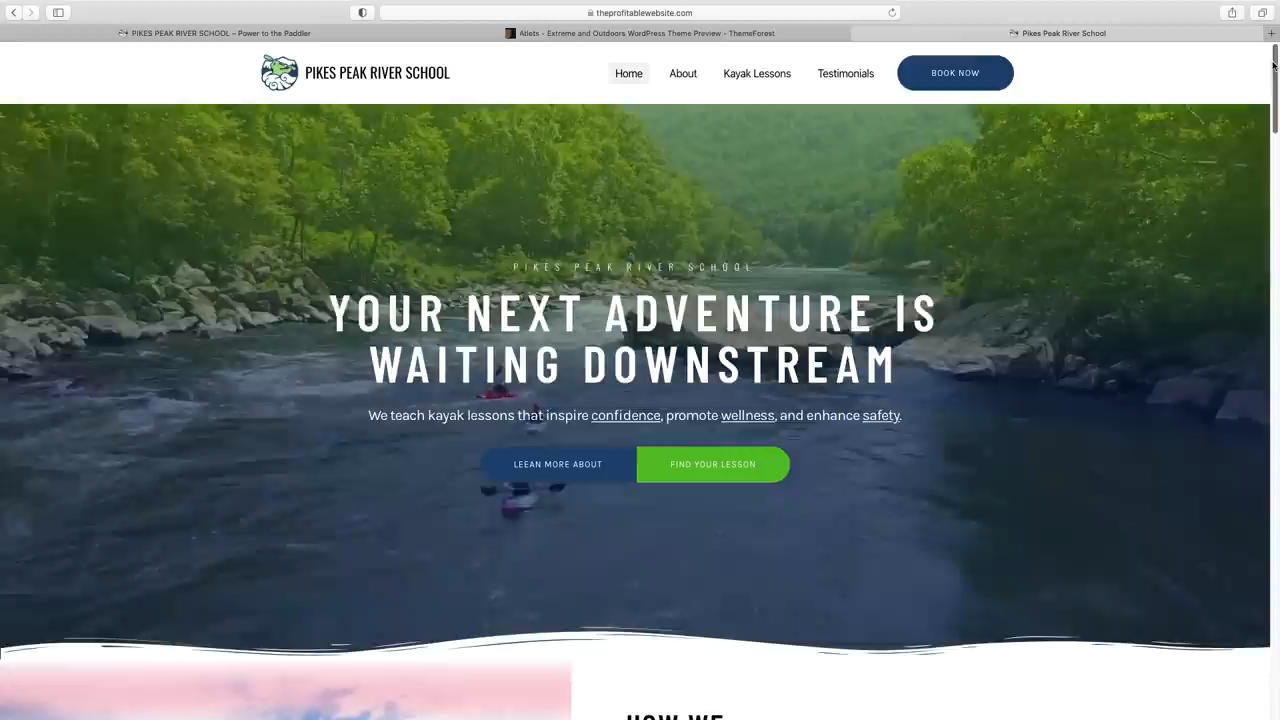 theprofitablewebsite.com
PIKES PEAK RIVER SCHOOL – Power to the Paddler
Atlets - Extreme and Outdoors WordPress Theme Preview - ThemeForest
Pikes Peak River School
PIKES PEAK RIVER SCHOOL
Home
About
Kayak Lessons
Testimonials
BOOK NOW
PIKES PEAK RIVER SCHOOL
YOUR NEXT ADVENTURE IS
WAITING DOWNSTREAM
We teach kayak lessons that inspire confidence, promote wellness, and enhance safety.
LEEAN MORE ABOUT
FIND YOUR LESSON
HOW WE